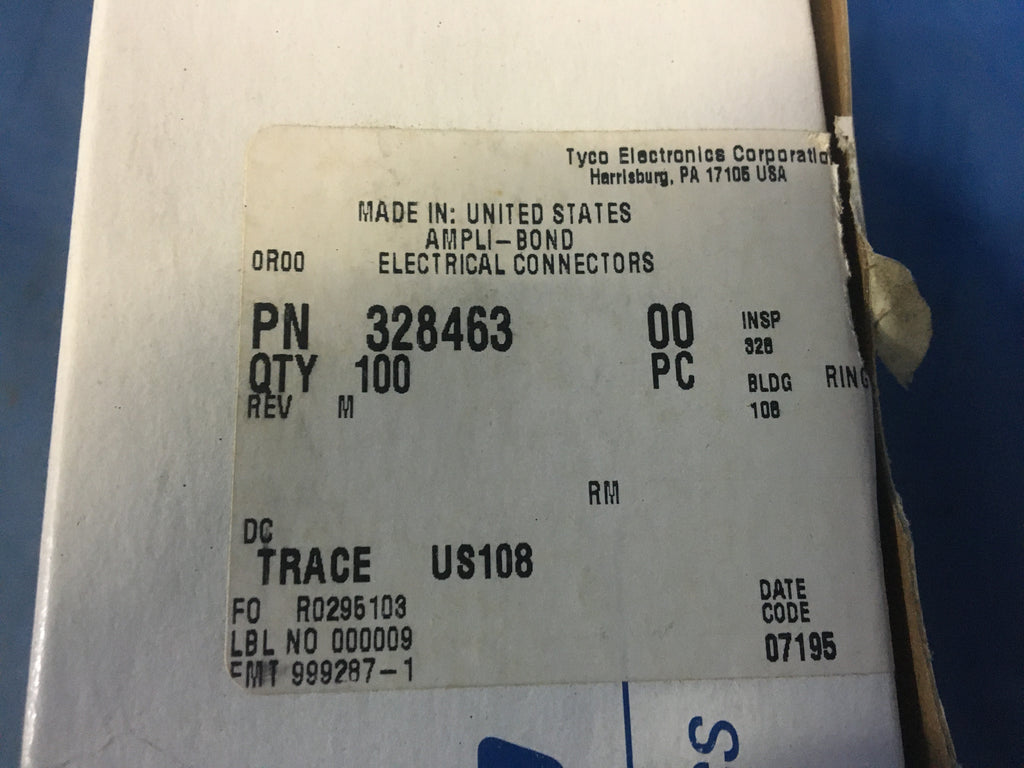 Tyco Electronics Corporatio
Harrisburg, PA 17105 USA
MADE IN: UNITED STATES
AMPLI-BOND
0R00 ELECTRICAL CONNECTORS
PN 328463 00 INSP
328
QTY 100 PC BLDG RING
REV M 108
RM
DC
TRACE US108
FO R0295103
LBL NO 000009
FMT 999287-1
DATE
CODE
07195
SS